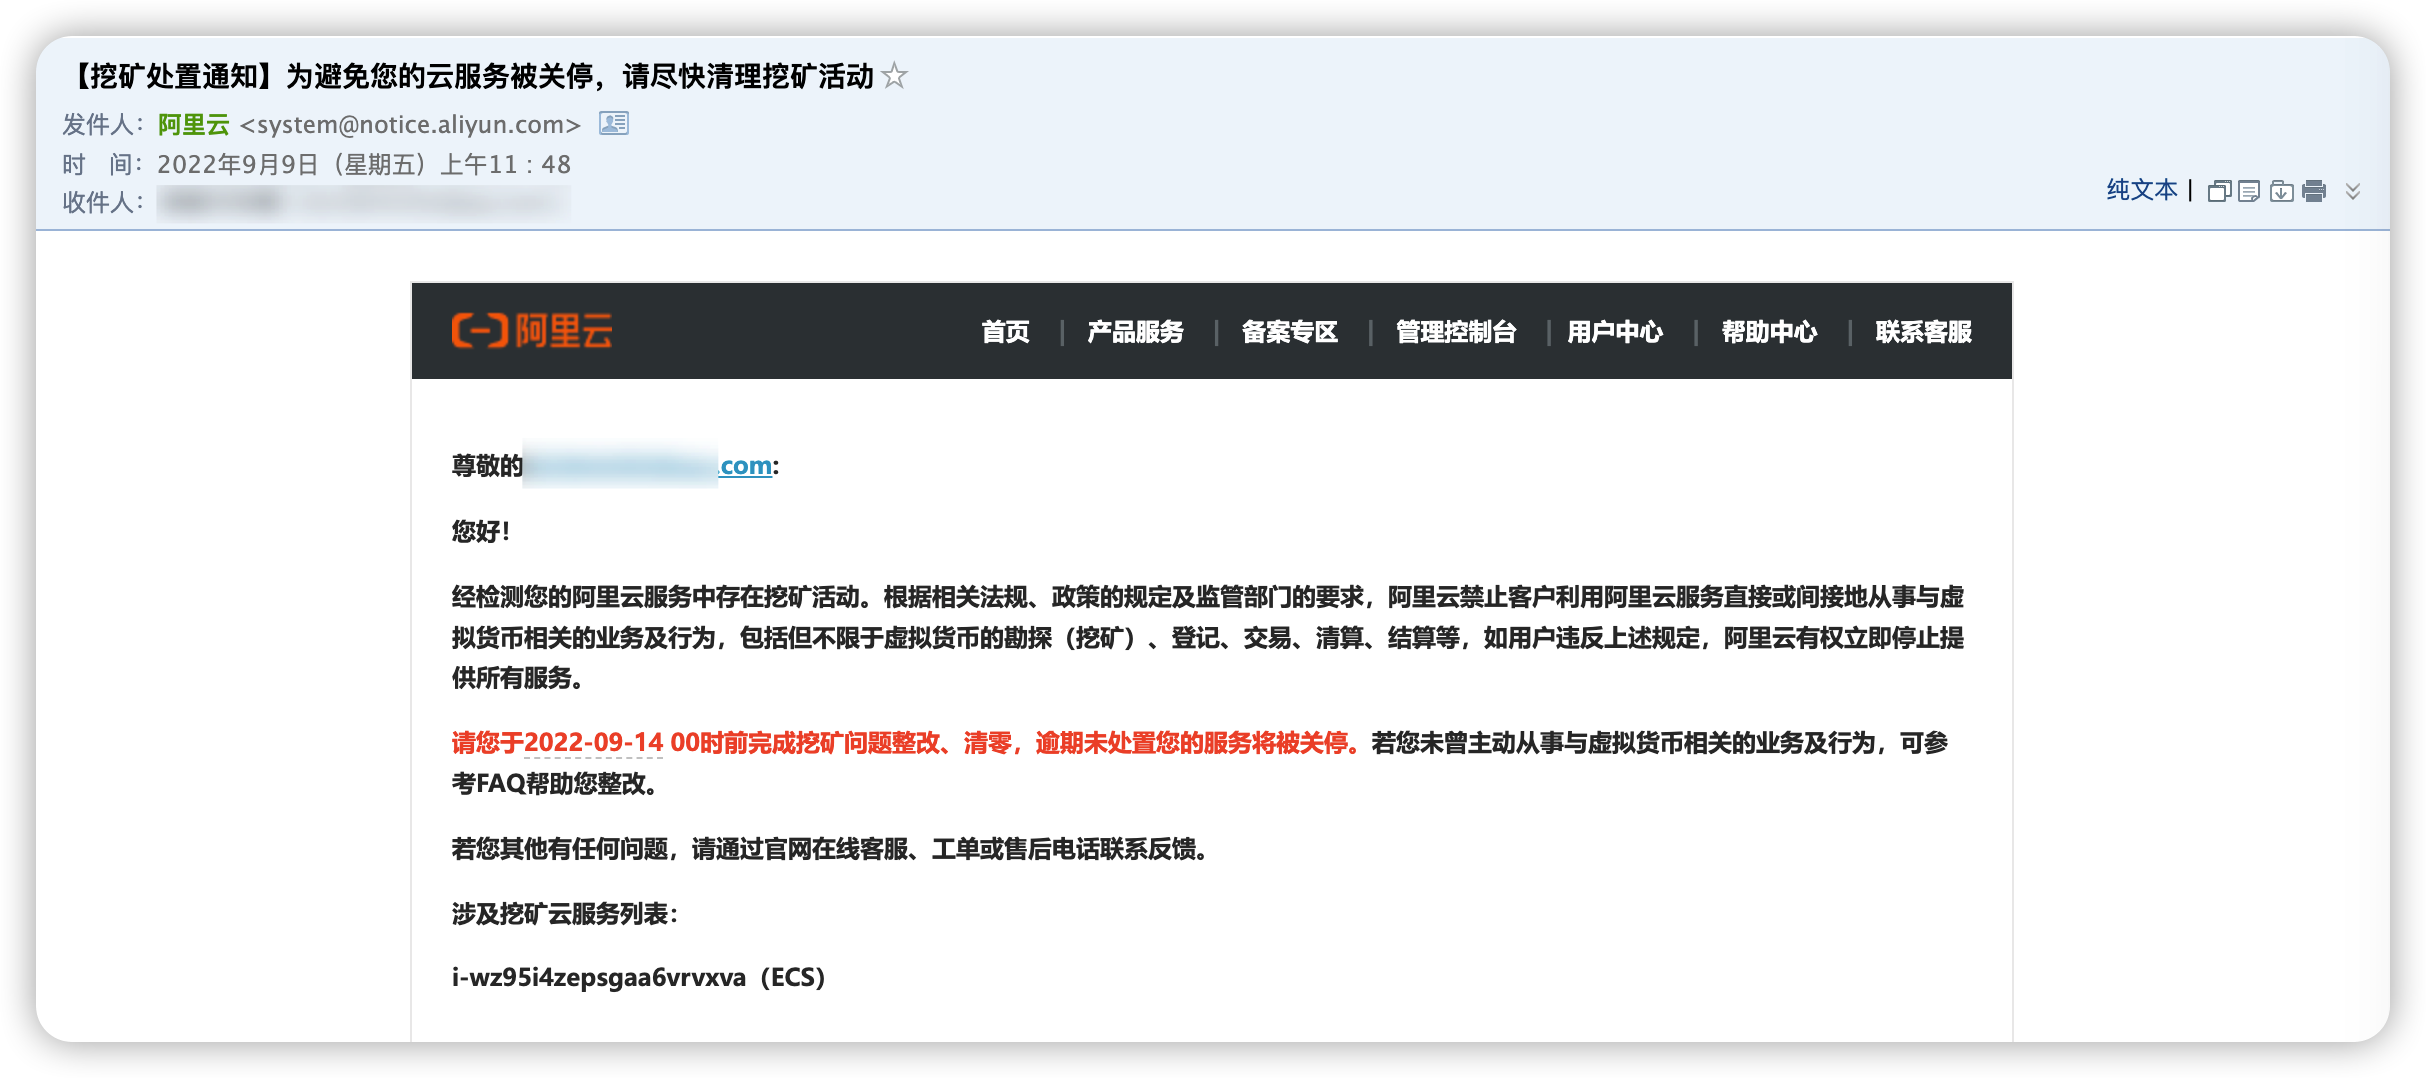 【挖矿处置通知】为避免您的云服务被关停，请尽快清理挖矿活动
发件人：阿里云 <system@notice.aliyun.com>
时 间：2022年9月9日（星期五）上午11：48
收件人：
纯文本 |
阿里云
首页 | 产品服务 | 备案专区 | 管理控制台 | 用户中心 | 帮助中心 | 联系客服
尊敬的.com:
您好！
经检测您的阿里云服务中存在挖矿活动。根据相关法规、政策的规定及监管部门的要求，阿里云禁止客户利用阿里云服务直接或间接地从事与虚
拟货币相关的业务及行为，包括但不限于虚拟货币的勘探（挖矿）、登记、交易、清算、结算等，如用户违反上述规定，阿里云有权立即停止提
供所有服务。
请您于2022-09-14 00时前完成挖矿问题整改、清零，逾期未处置您的服务将被关停。若您未曾主动从事与虚拟货币相关的业务及行为，可参
考FAQ帮助您整改。
若您其他有任何问题，请通过官网在线客服、工单或售后电话联系反馈。
涉及挖矿云服务列表：
i-wz95i4zepsgaa6vrvxva（ECS）